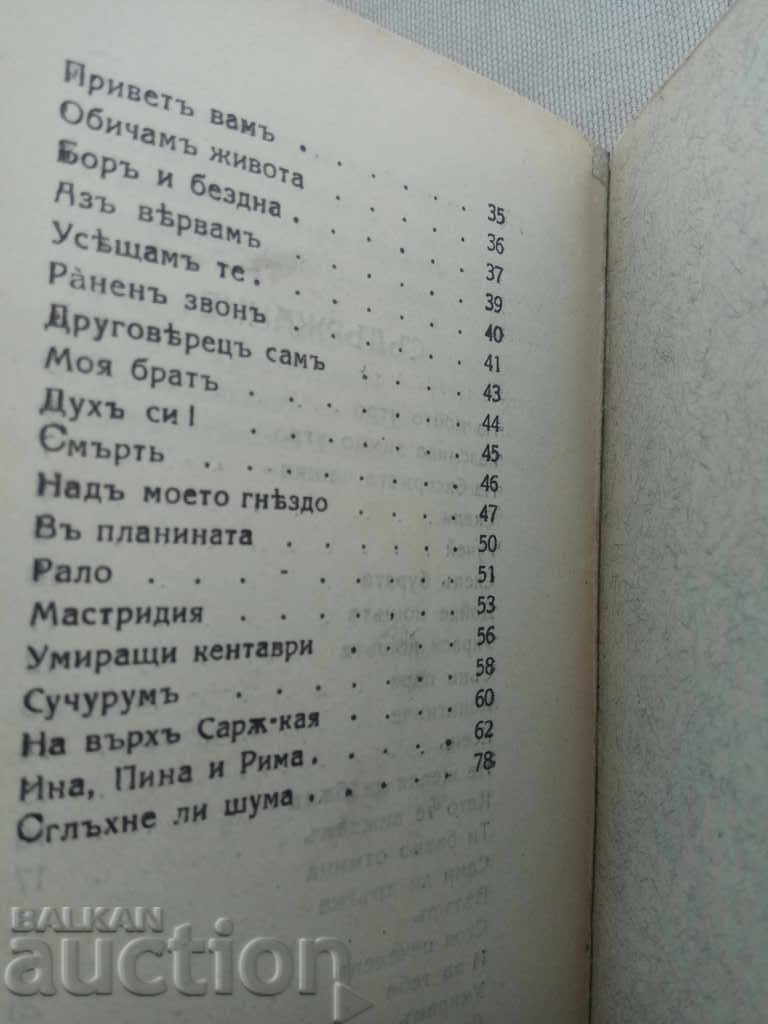 Приветъ вамъ . . . . . . 35
Обичамъ живота . . . . . 36
Боръ и бездна . . . . . . 37
Азъ вѣрвамъ . . . . . . 39
Усѣщамъ те . . . . . . 40
Раненъ звонъ . . . . . . 41
Друговѣрецъ самъ . . . . 43
Моя братъ . . . . . . 44
Духъ си! . . . . . . 45
Смърть . . . . . . . 46
Надъ моето гнѣздо . . . . 47
Въ планината . . . . . . 50
Рало . . . . . . . . 51
Мастридия . . . . . . 53
Умиращи кентаври . . . . 56
Сучурумъ . . . . . . 58
На върхъ Сарѫ-кая . . . . 60
Ина, Пина и Рима . . . . 62
Сглъхне ли шума . . . . . 78
BALKAN
auction